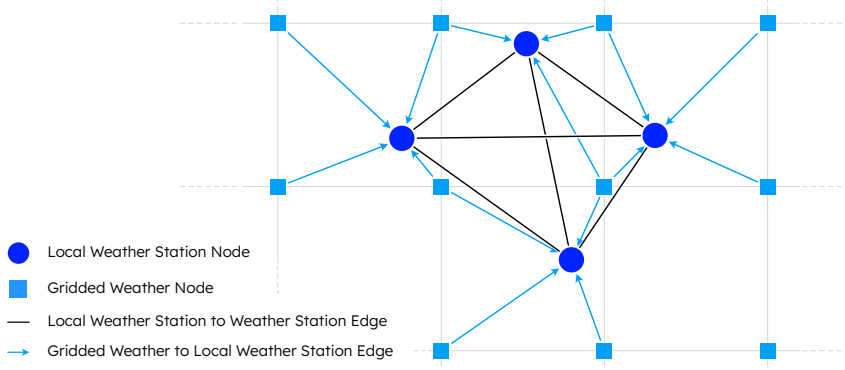 Local Weather Station Node
Gridded Weather Node
Local Weather Station to Weather Station Edge
Gridded Weather to Local Weather Station Edge